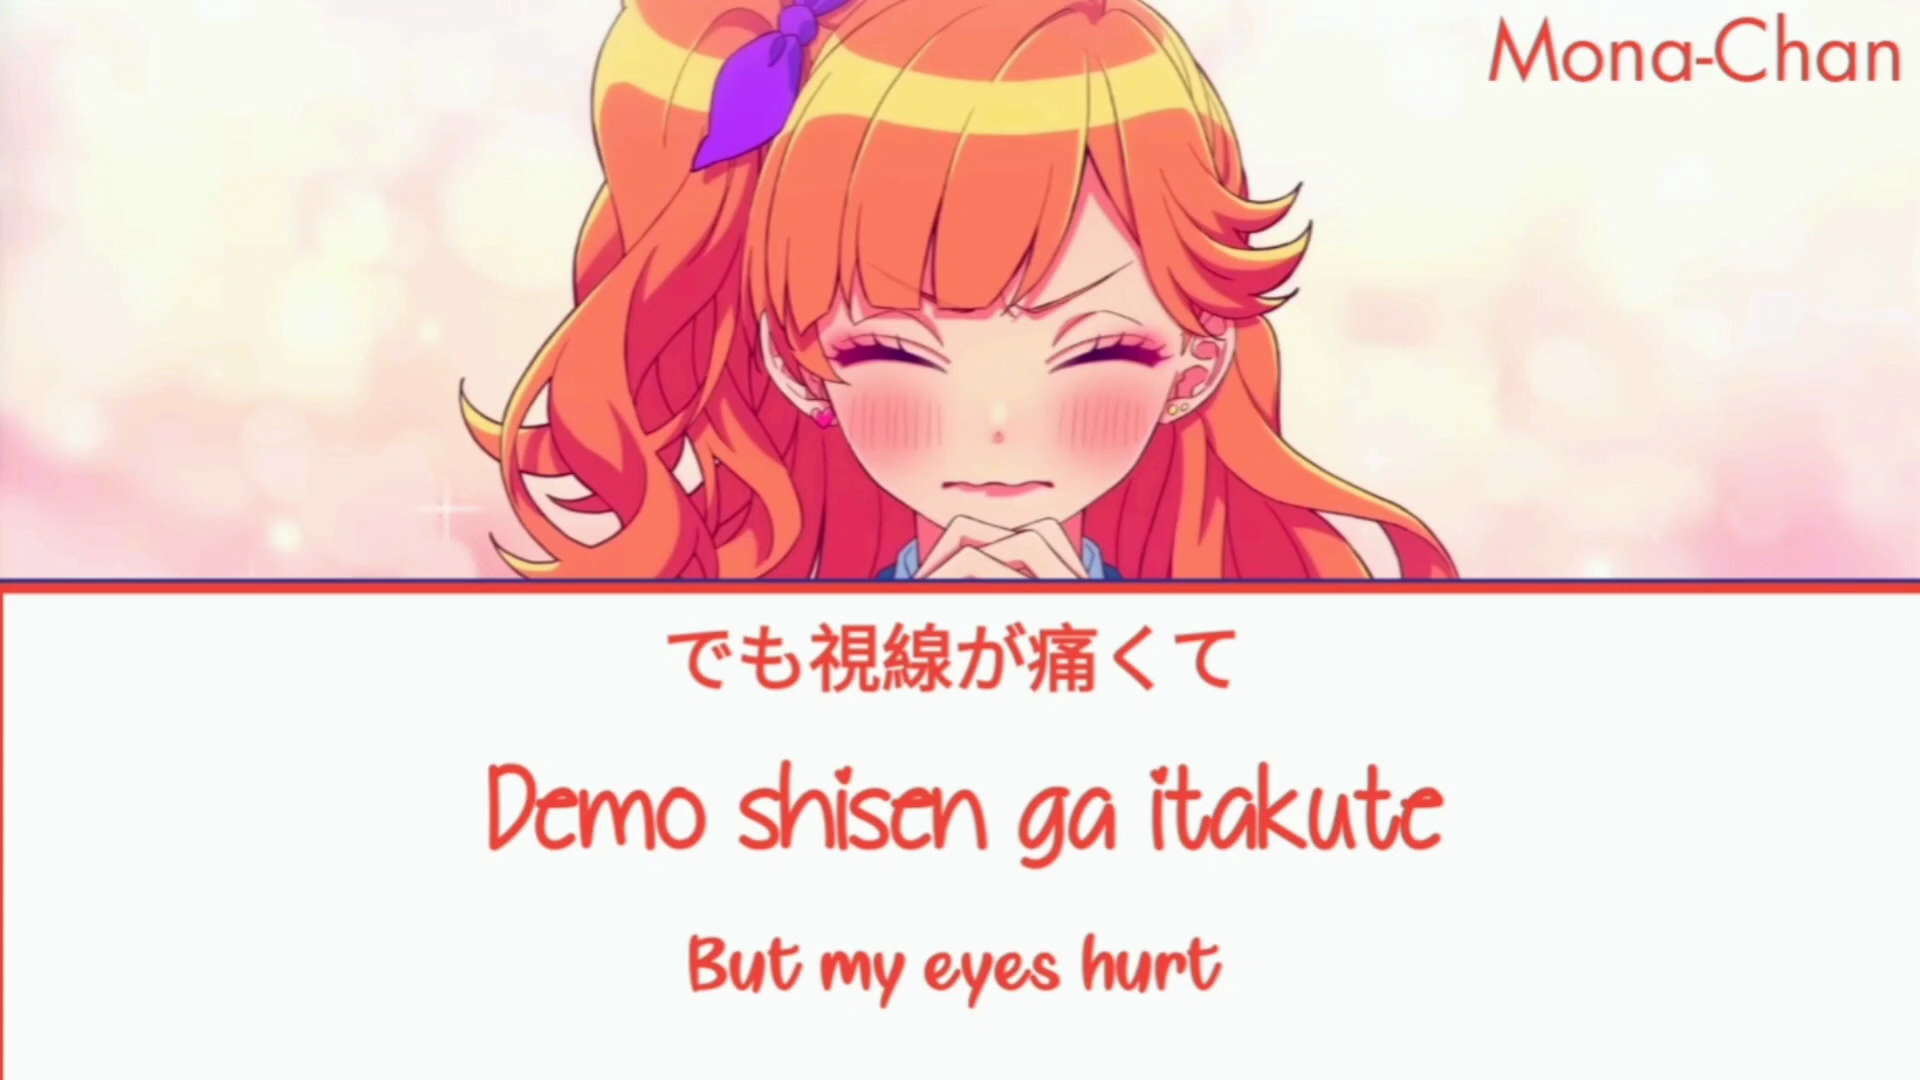 Mona-Chan
でも視線が痛くて
Demo shisen ga itakute
But my eyes hurt